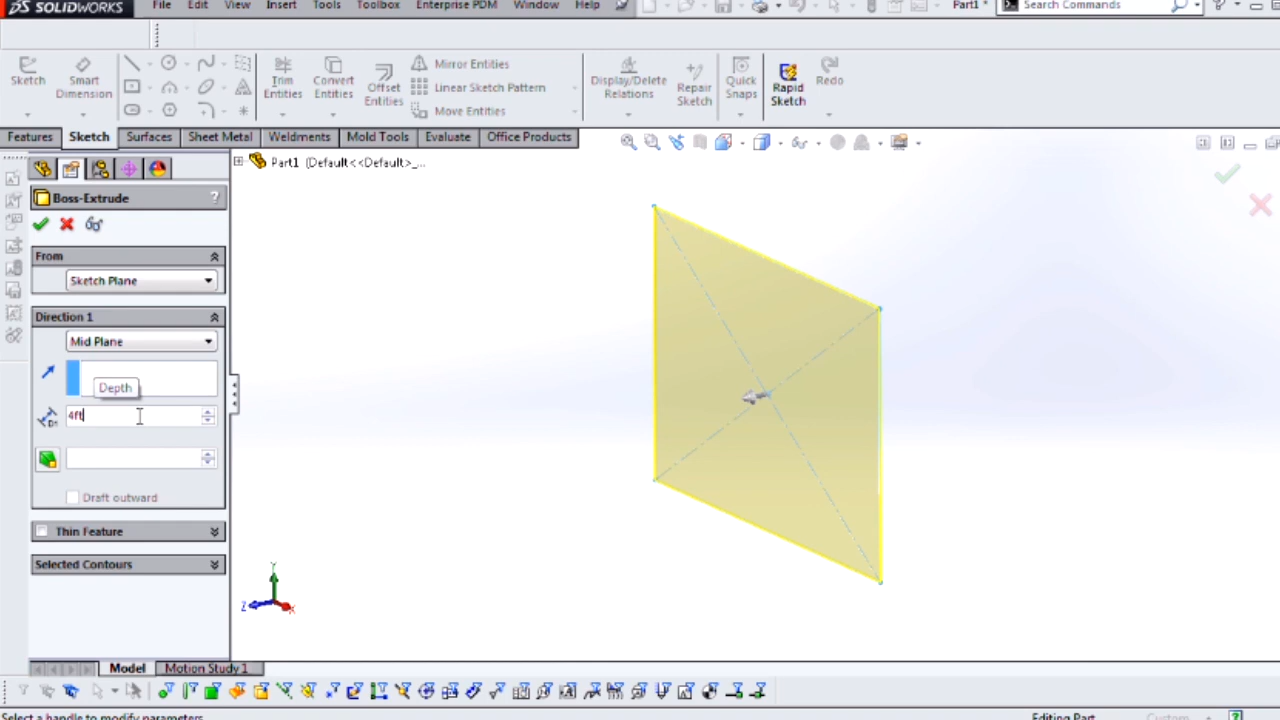 SOLIDWORKS File Edit View Insert Tools Toolbox Enterprise PDM Window Help Part1 * Search Commands ?
Sketch Smart Dimension Trim Entities Convert Entities Offset Entities Mirror Entities Linear Sketch Pattern Move Entities Display/Delete Relations Repair Sketch Quick Snaps Rapid Sketch Redo
Features Sketch Surfaces Sheet Metal Weldments Mold Tools Evaluate Office Products
Part1 (Default<<Default>_...
Boss-Extrude ?
From
Sketch Plane
Direction 1
Mid Plane
Depth
4ft
Draft outward
Thin Feature
Selected Contours
Y
Z X
Model Motion Study 1
Select a handle to modify parameters
Editing Part Custom ?